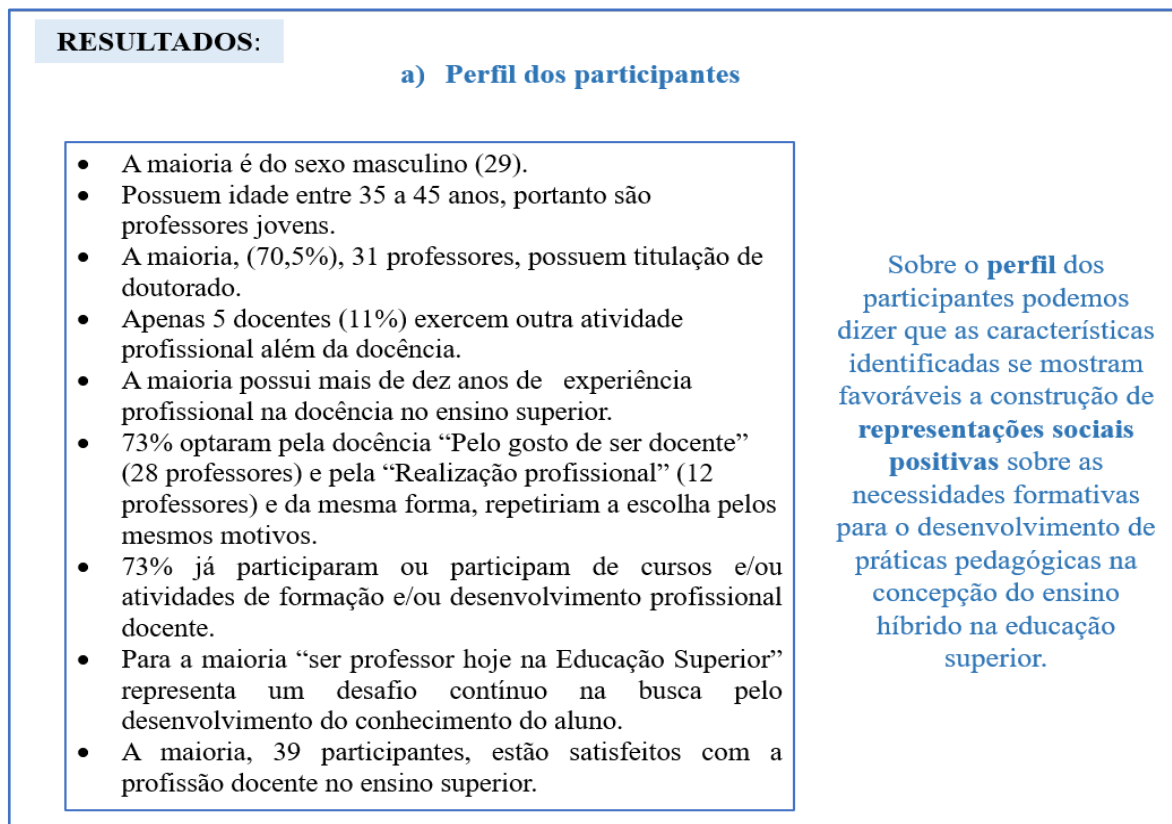 RESULTADOS:
a) Perfil dos participantes
• A maioria é do sexo masculino (29).
• Possuem idade entre 35 a 45 anos, portanto são
professores jovens.
• A maioria, (70,5%), 31 professores, possuem titulação de
doutorado.
• Apenas 5 docentes (11%) exercem outra atividade
profissional além da docência.
• A maioria possui mais de dez anos de experiência
profissional na docência no ensino superior.
• 73% optaram pela docência “Pelo gosto de ser docente”
(28 professores) e pela “Realização profissional” (12
professores) e da mesma forma, repetiriam a escolha pelos
mesmos motivos.
• 73% já participaram ou participam de cursos e/ou
atividades de formação e/ou desenvolvimento profissional
docente.
• Para a maioria “ser professor hoje na Educação Superior”
representa um desafio contínuo na busca pelo
desenvolvimento do conhecimento do aluno.
• A maioria, 39 participantes, estão satisfeitos com a
profissão docente no ensino superior.
Sobre o perfil dos
participantes podemos
dizer que as características
identificadas se mostram
favoráveis a construção de
representações sociais
positivas sobre as
necessidades formativas
para o desenvolvimento de
práticas pedagógicas na
concepção do ensino
híbrido na educação
superior.